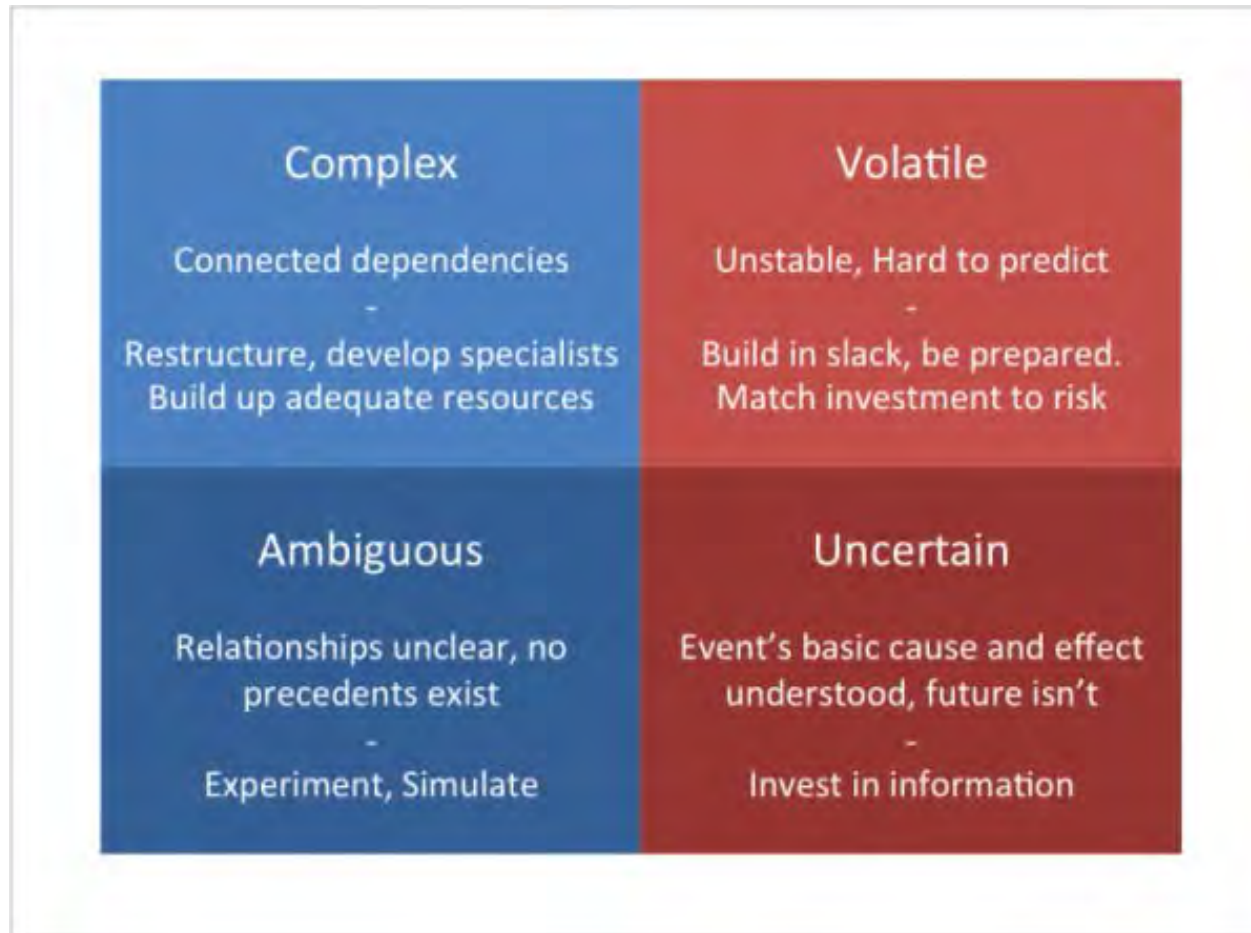 Complex
Connected dependencies
-
Restructure, develop specialists
Build up adequate resources
Volatile
Unstable, Hard to predict
-
Build in slack, be prepared.
Match investment to risk
Ambiguous
Relationships unclear, no
precedents exist
-
Experiment, Simulate
Uncertain
Event’s basic cause and effect
understood, future isn’t
-
Invest in information